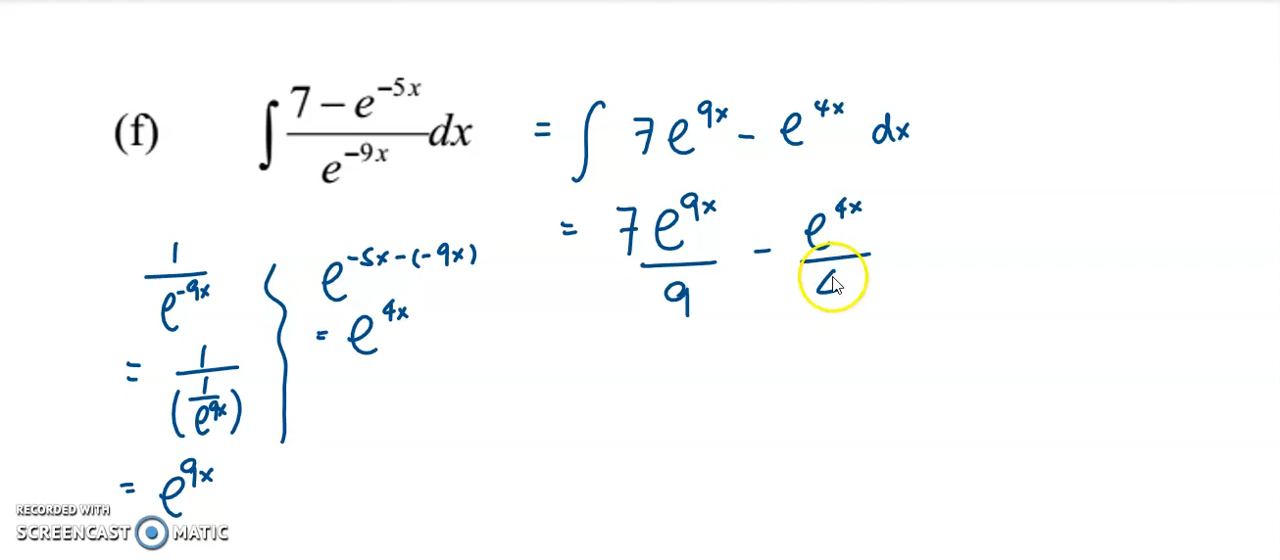 (f) ∫ (7 − e^{−5x}) / e^{−9x} dx = ∫ 7e^{9x} − e^{4x} dx
= 7e^{9x} / 9 − e^{4x} / 4
1 / e^{−9x}
= 1 / (1 / e^{9x})
= e^{9x}
e^{−5x−(−9x)}
= e^{4x}
RECORDED WITH
SCREENCAST MATIC